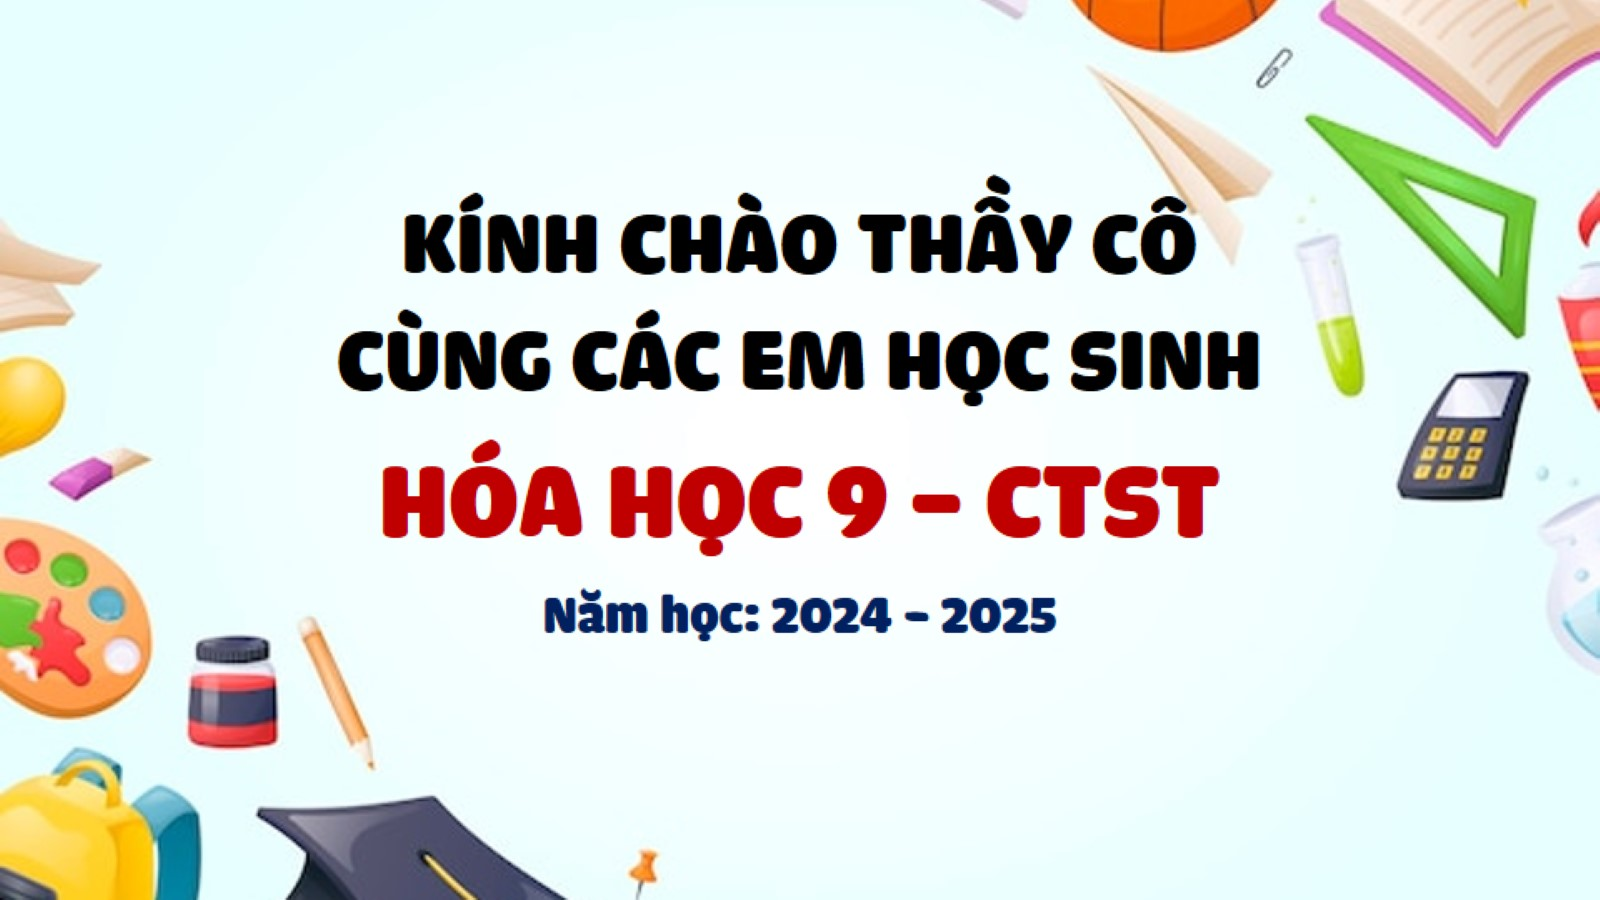 KÍNH CHÀO THẦY CÔ
CÙNG CÁC EM HỌC SINH
HÓA HỌC 9 – CTST
Năm học: 2024 – 2025